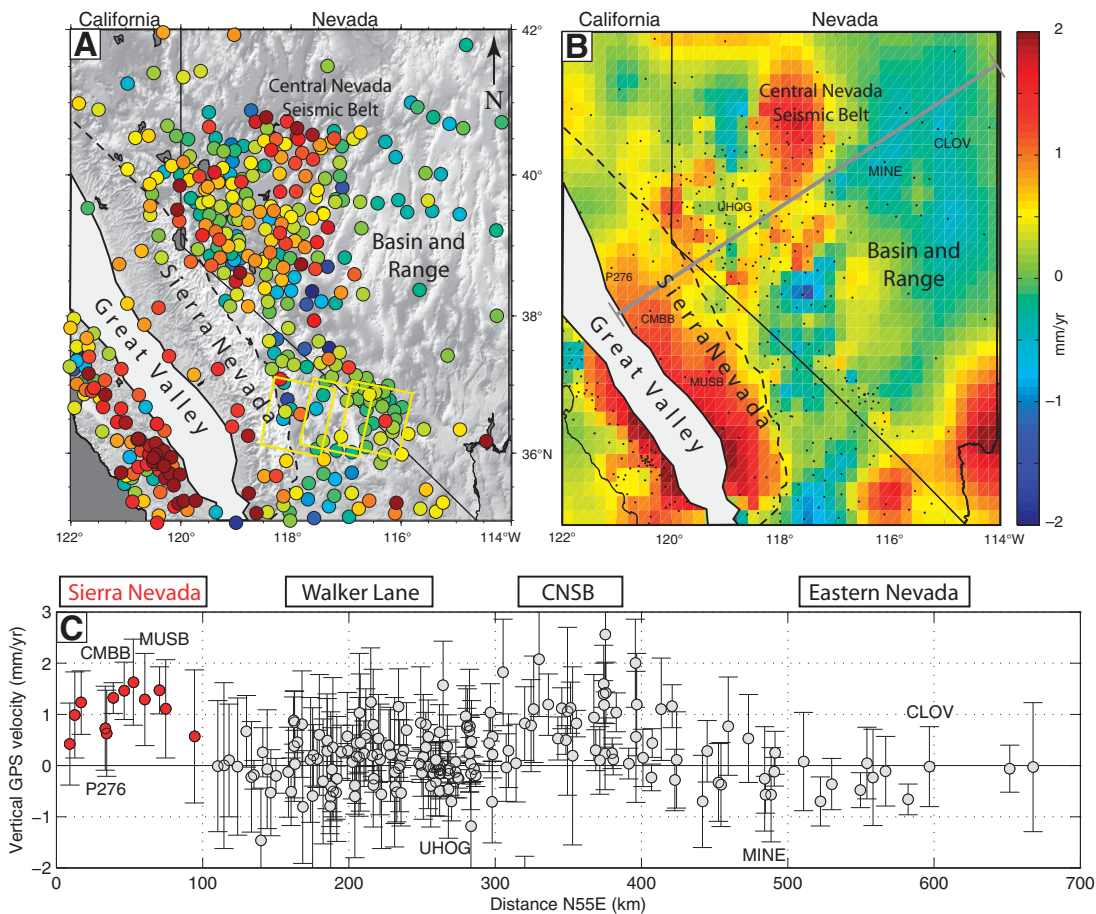 California
Nevada
A
42°
N
Central Nevada
Seismic Belt
40°
Basin and
Range
Sierra Nevada
38°
Great Valley
36°N
122
120
118
116
114°W
California
Nevada
B
Central Nevada
Seismic Belt
CLOV
MINE
UHOG
Basin and
Range
P276
Sierra Nevada
CMBB
Great Valley
MUSB
122
120
118
116
114°W
2
1
0
−1
−2
mm/yr
Sierra Nevada
Walker Lane
CNSB
Eastern Nevada
C
MUSB
CMBB
P276
UHOG
MINE
CLOV
3
2
1
0
−1
−2
Vertical GPS velocity (mm/yr)
0
100
200
300
400
500
600
700
Distance N55E (km)